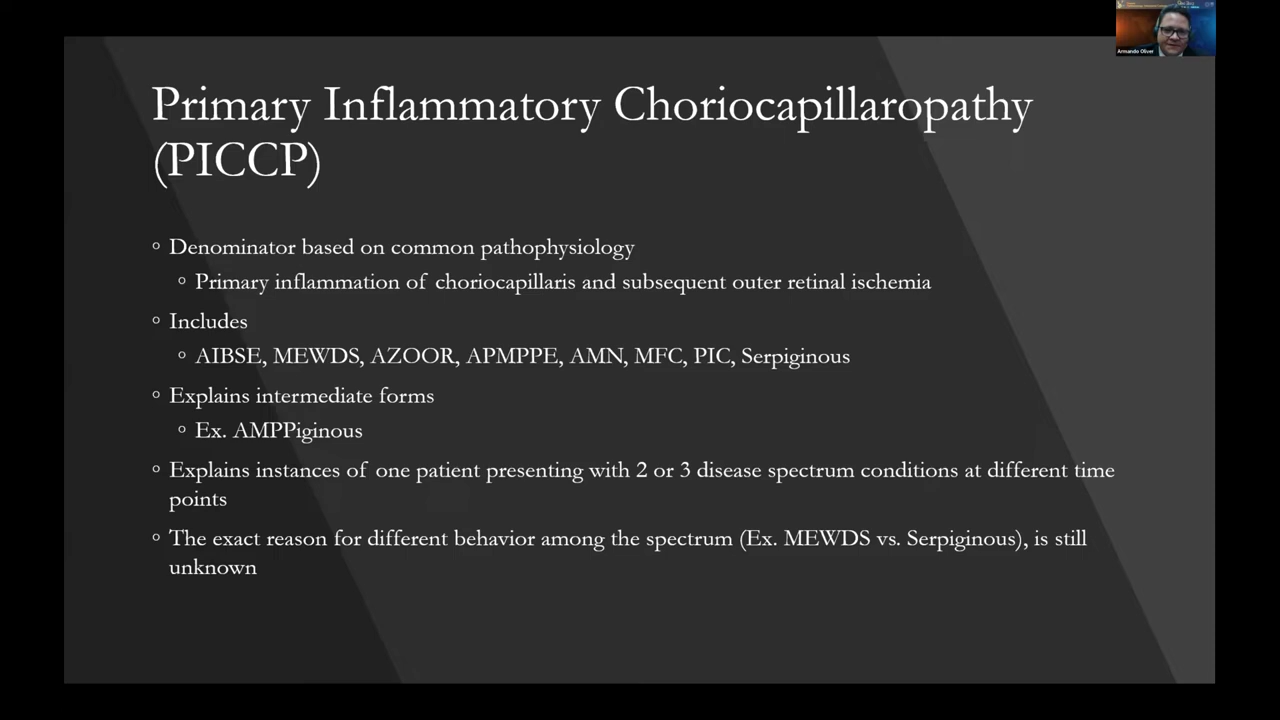 Armando Oliver
Primary Inflammatory Choriocapillaropathy
(PICCP)
Denominator based on common pathophysiology
Primary inflammation of choriocapillaris and subsequent outer retinal ischemia
Includes
AIBSE, MEWDS, AZOOR, APMPPE, AMN, MFC, PIC, Serpiginous
Explains intermediate forms
Ex. AMPPiginous
Explains instances of one patient presenting with 2 or 3 disease spectrum conditions at different time
points
The exact reason for different behavior among the spectrum (Ex. MEWDS vs. Serpiginous), is still
unknown